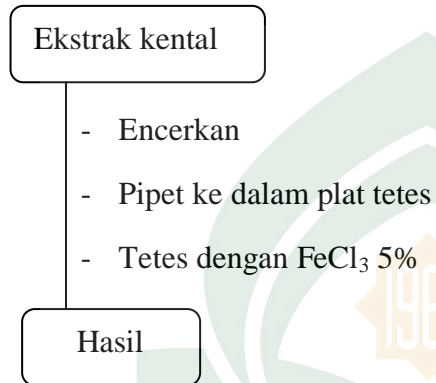 Ekstrak kental
- Encerkan
- Pipet ke dalam plat tetes
- Tetes dengan FeCl₃ 5%
Hasil